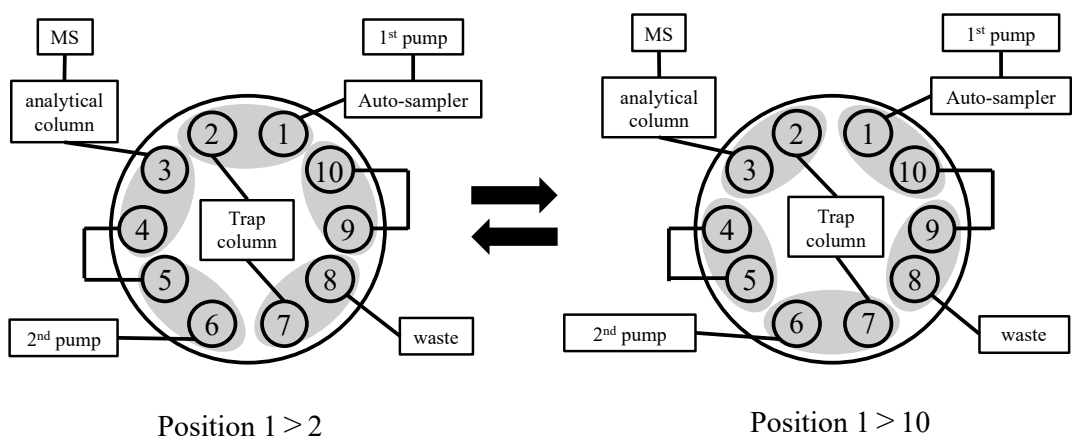 MS
1st pump
analytical
column
Auto-sampler
2
1
3
10
Trap
column
4
9
5
8
6
7
2nd pump
waste
Position 1 > 2
MS
1st pump
analytical
column
Auto-sampler
2
1
3
10
Trap
column
4
9
5
8
6
7
2nd pump
waste
Position 1 > 10